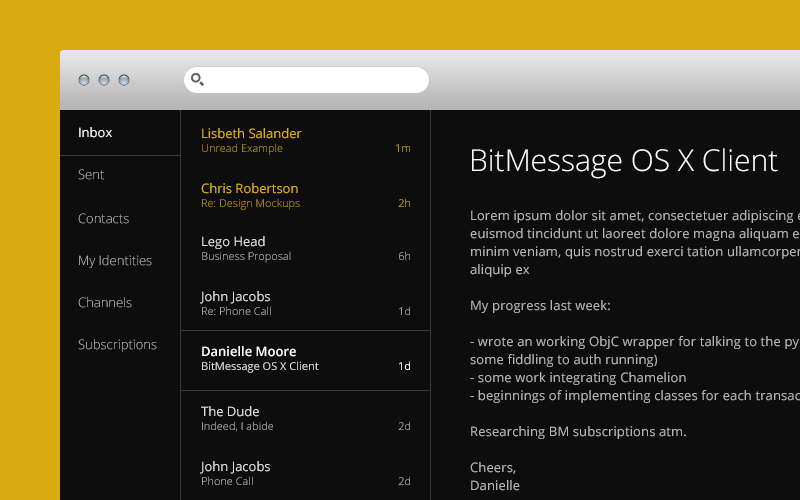 Inbox
Sent
Contacts
My Identities
Channels
Subscriptions
Lisbeth Salander
Unread Example 1m
Chris Robertson
Re: Design Mockups 2h
Lego Head
Business Proposal 6h
John Jacobs
Re: Phone Call 1d
Danielle Moore
BitMessage OS X Client 1d
The Dude
Indeed, I abide 2d
John Jacobs
Phone Call 2d
BitMessage OS X Client
Lorem ipsum dolor sit amet, consectetuer adipiscing
euismod tincidunt ut laoreet dolore magna aliquam
minim veniam, quis nostrud exerci tation ullamcorper
aliquip ex
My progress last week:
- wrote an working ObjC wrapper for talking to the py
some fiddling to auth running)
- some work integrating Chamelion
- beginnings of implementing classes for each transac
Researching BM subscriptions atm.
Cheers,
Danielle